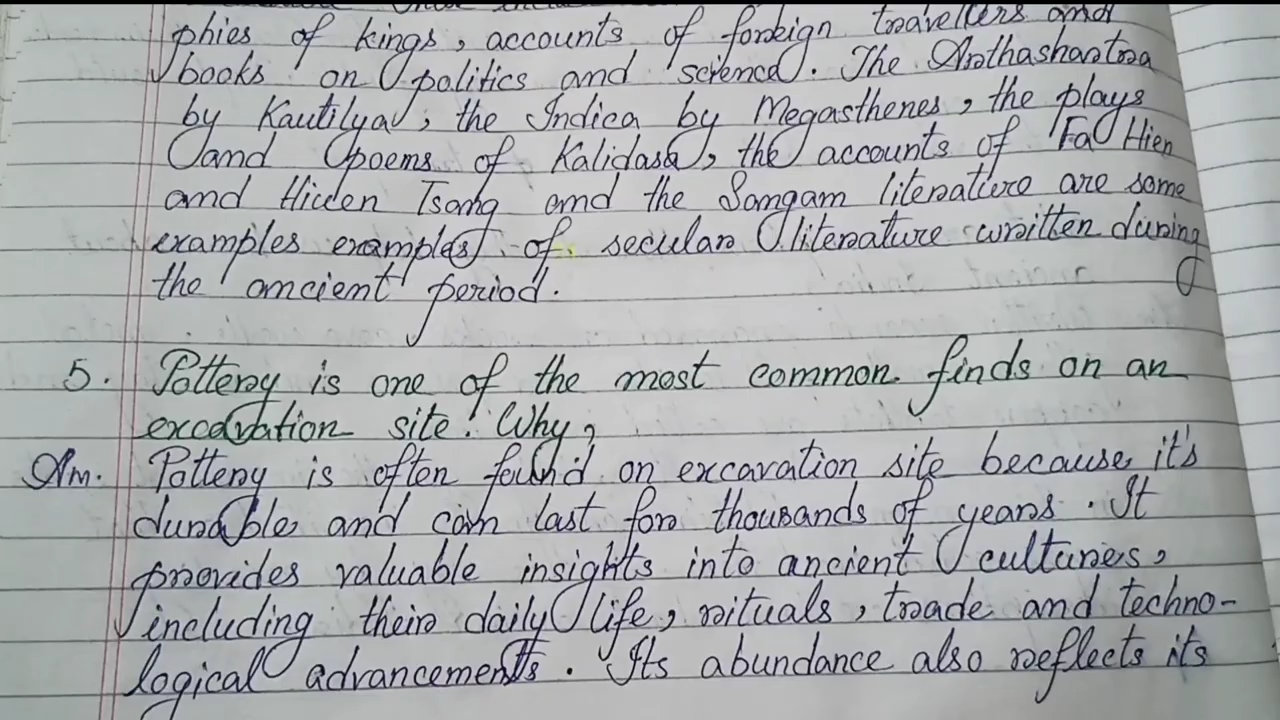 phies of kings, accounts of foreign travellers and
books on politics and science. The Arthashastra
by Kautilya, the Indica by Megasthenes, the plays
and poems of Kalidasa, the accounts of Fa Hien
and Hiuen Tsang and the Sangam literature are some
examples examples of secular literature written during
the ancient period.
5. Pottery is one of the most common finds on an
excavation site. Why?
Ans. Pottery is often found on excavation site because it's
durable and can last for thousands of years. It
provides valuable insights into ancient cultures,
including their daily life, rituals, trade and techno-
logical advancements. Its abundance also reflects its